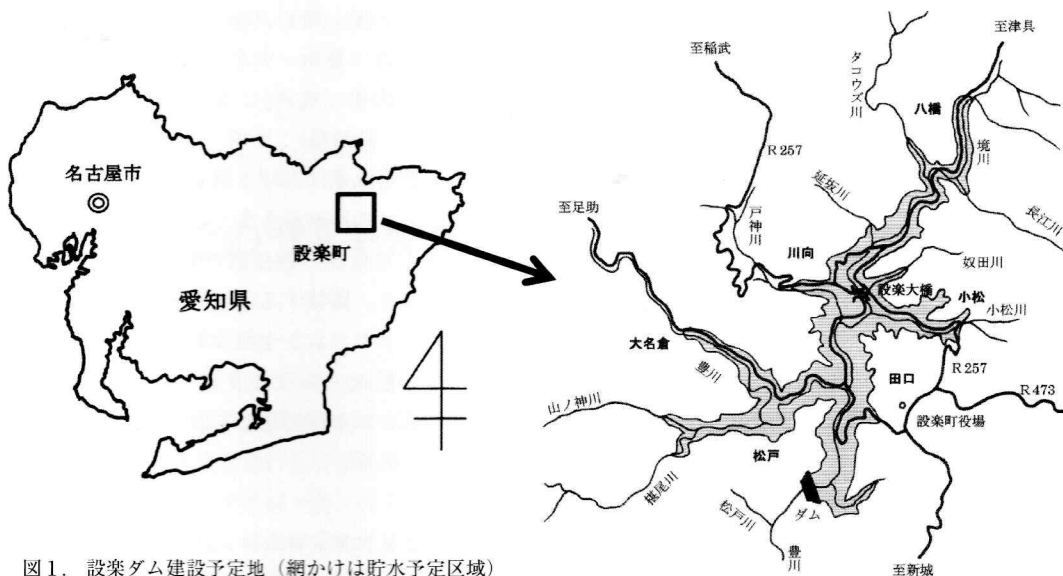 名古屋市
設楽町
愛知県
至稲武
至津具
タコウズ川
八橋
R 257
境川
延坂川
至足助
戸神川
長江川
川向
奴田川
設楽大橋
小松
小松川
大名倉
豊川
田口
R 257
R 473
山ノ神川
設楽町役場
松戸
椹尾川
松戸川
ダム
豊川
至新城
図1. 設楽ダム建設予定地（網かけは貯水予定区域）